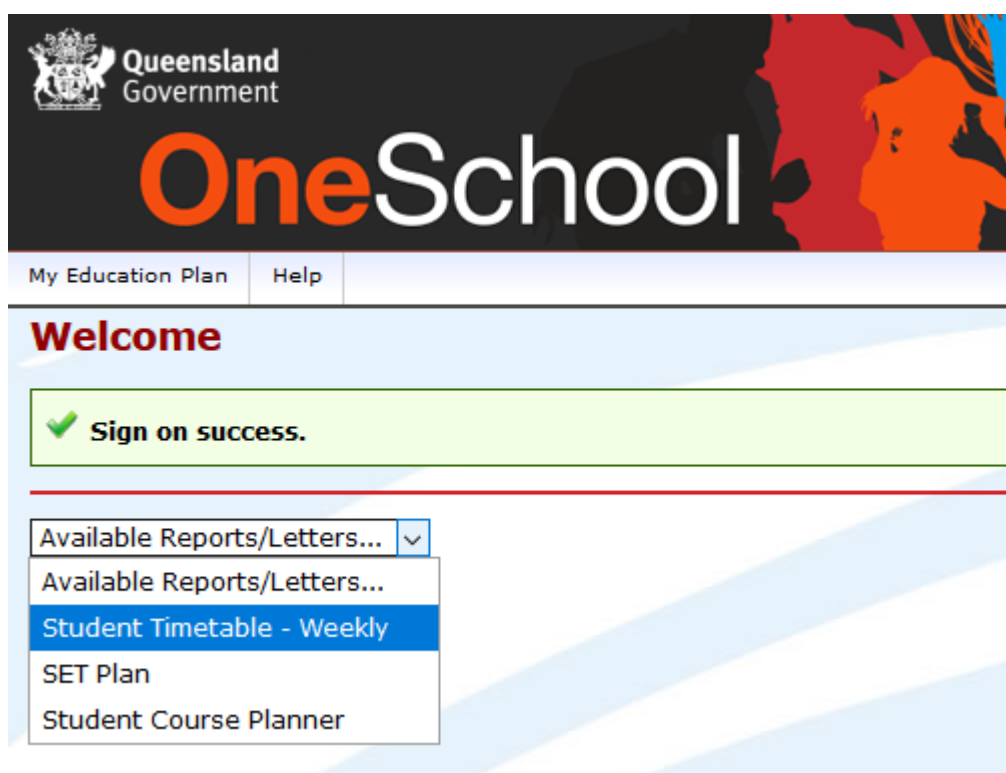 Queensland
Government
OneSchool
My Education Plan Help
Welcome
Sign on success.
Available Reports/Letters...
Available Reports/Letters...
Student Timetable - Weekly
SET Plan
Student Course Planner